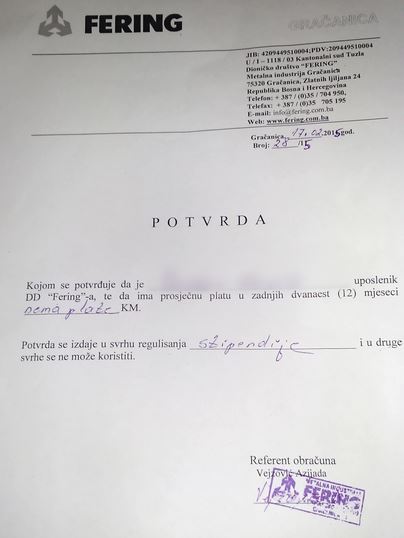 FERING
GRAČANICA
JIB: 4209449510004;PDV:209449510004
U / I – 1118 / 03 Kantonalni sud Tuzla
Dioničko društvo "FERING"
Metalna industrija Gračanica
75320 Gračanica, Zlatnih ljiljana 24
Republika Bosna i Hercegovina
Telefon: + 387 / (0)35 / 704 950,
Telefax: + 387 / (0)35 705 195
E-mail: info@fering.com.ba
Web: www.fering.com.ba
Gračanica, 17.02.2015god.
Broj: 28 /15
POTVRDA
Kojom se potvrđuje da je uposlenik
DD "Fering"-a, te da ima prosječnu platu u zadnjih dvanaest (12) mjeseci
nema plaće KM.
Potvrda se izdaje u svrhu regulisanja stipendije i u druge
svrhe se ne može koristiti.
Referent obračuna
Vejzović Azijada
FERING